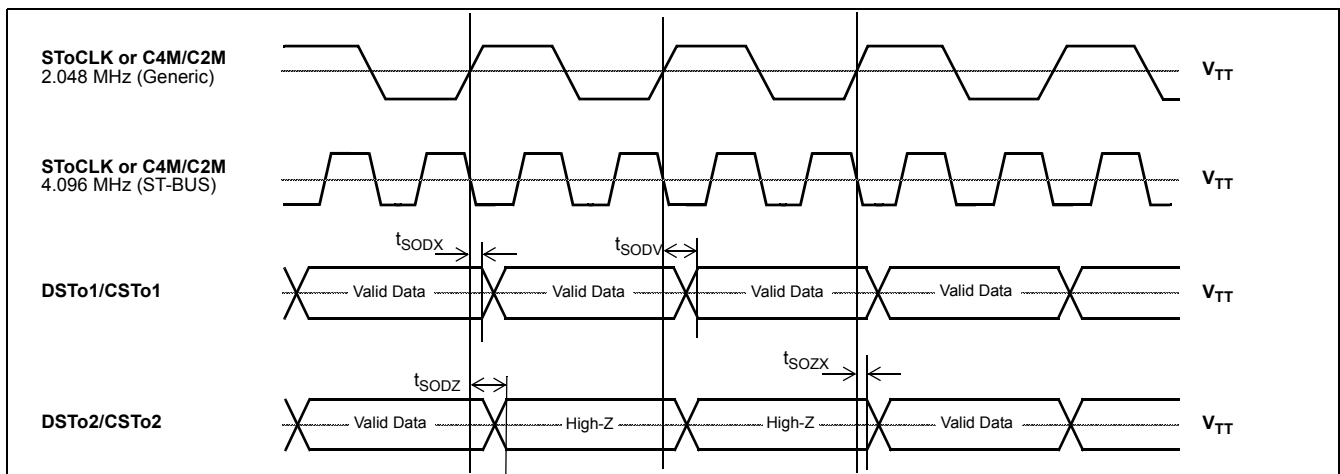 SToCLK or C4M/C2M
2.048 MHz (Generic)
VTT
SToCLK or C4M/C2M
4.096 MHz (ST-BUS)
VTT
tSODX
tSODV
DSTo1/CSTo1
Valid Data
Valid Data
Valid Data
Valid Data
VTT
tSOZX
tSODZ
DSTo2/CSTo2
Valid Data
High-Z
High-Z
Valid Data
VTT